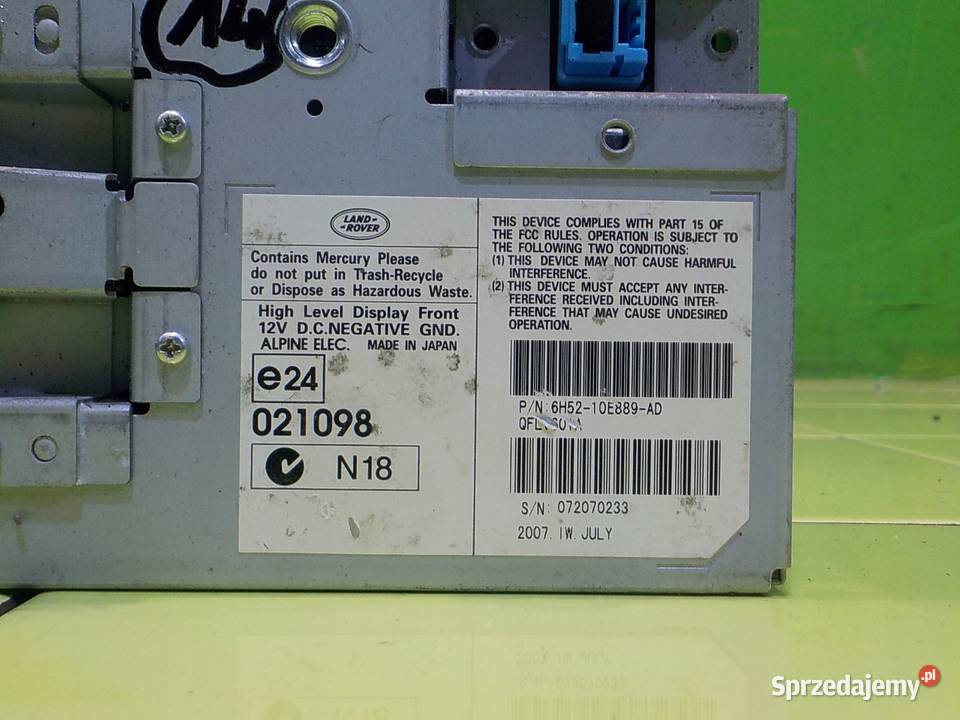 14
LAND-
-ROVER
Contains Mercury Please
do not put in Trash-Recycle
or Dispose as Hazardous Waste.
High Level Display Front
12V D.C.NEGATIVE GND.
ALPINE ELEC. MADE IN JAPAN
e24
021098
N18
THIS DEVICE COMPLIES WITH PART 15 OF
THE FCC RULES. OPERATION IS SUBJECT TO
THE FOLLOWING TWO CONDITIONS:
(1) THIS DEVICE MAY NOT CAUSE HARMFUL
INTERFERENCE.
(2) THIS DEVICE MUST ACCEPT ANY INTER-
FERENCE RECEIVED INCLUDING INTER-
FERENCE THAT MAY CAUSE UNDESIRED
OPERATION.
P/N:6H52-10E889-AD
S/N: 072070233
2007. IW. JULY
Sprzedajemy.pl